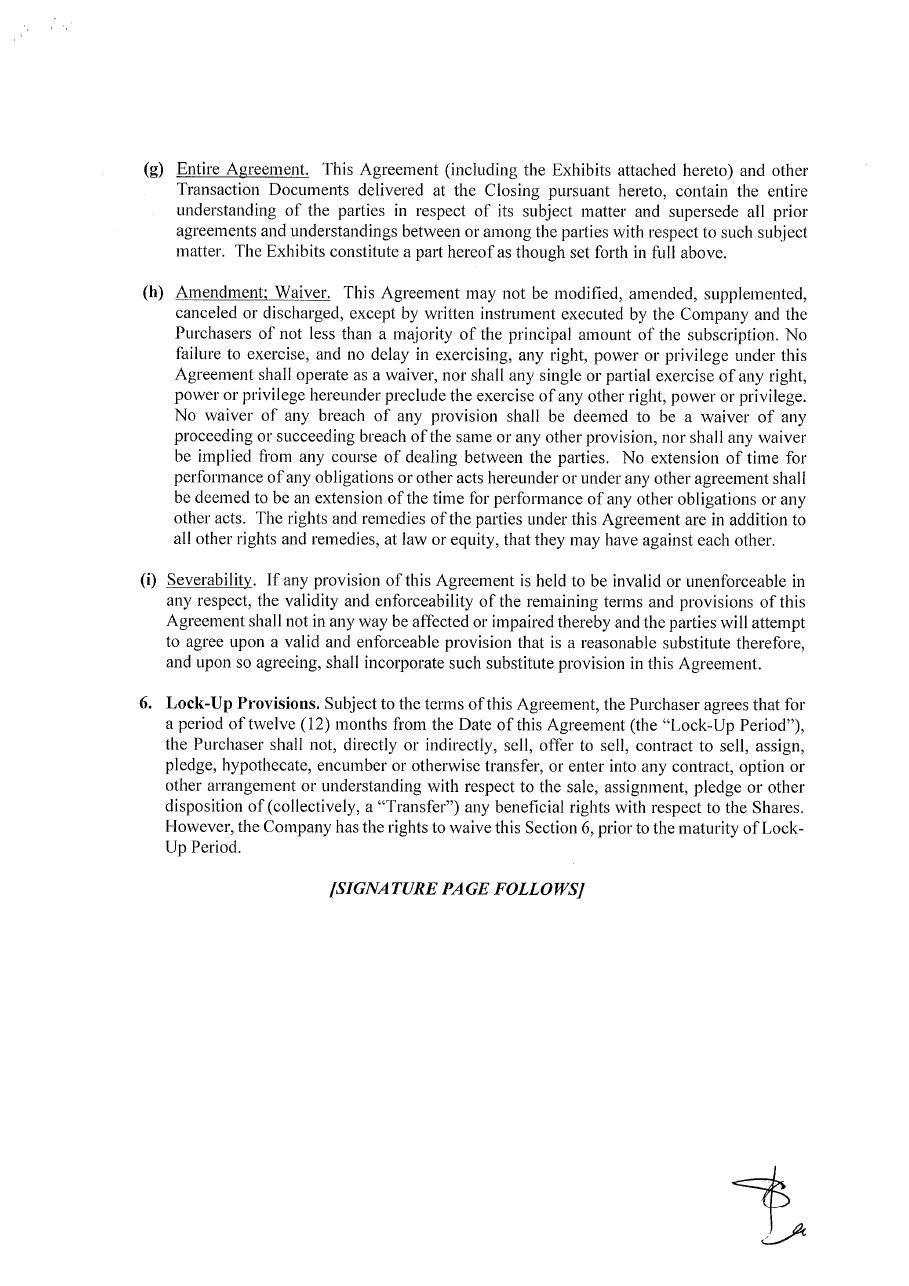 (g) Entire Agreement. This Agreement (including the Exhibits attached hereto) and other
Transaction Documents delivered at the Closing pursuant hereto, contain the entire
understanding of the parties in respect of its subject matter and supersede all prior
agreements and understandings between or among the parties with respect to such subject
matter. The Exhibits constitute a part hereof as though set forth in full above.
(h) Amendment; Waiver. This Agreement may not be modified, amended, supplemented,
canceled or discharged, except by written instrument executed by the Company and the
Purchasers of not less than a majority of the principal amount of the subscription. No
failure to exercise, and no delay in exercising, any right, power or privilege under this
Agreement shall operate as a waiver, nor shall any single or partial exercise of any right,
power or privilege hereunder preclude the exercise of any other right, power or privilege.
No waiver of any breach of any provision shall be deemed to be a waiver of any
proceeding or succeeding breach of the same or any other provision, nor shall any waiver
be implied from any course of dealing between the parties. No extension of time for
performance of any obligations or other acts hereunder or under any other agreement shall
be deemed to be an extension of the time for performance of any other obligations or any
other acts. The rights and remedies of the parties under this Agreement are in addition to
all other rights and remedies, at law or equity, that they may have against each other.
(i) Severability. If any provision of this Agreement is held to be invalid or unenforceable in
any respect, the validity and enforceability of the remaining terms and provisions of this
Agreement shall not in any way be affected or impaired thereby and the parties will attempt
to agree upon a valid and enforceable provision that is a reasonable substitute therefore,
and upon so agreeing, shall incorporate such substitute provision in this Agreement.
6. Lock-Up Provisions. Subject to the terms of this Agreement, the Purchaser agrees that for
a period of twelve (12) months from the Date of this Agreement (the “Lock-Up Period”),
the Purchaser shall not, directly or indirectly, sell, offer to sell, contract to sell, assign,
pledge, hypothecate, encumber or otherwise transfer, or enter into any contract, option or
other arrangement or understanding with respect to the sale, assignment, pledge or other
disposition of (collectively, a “Transfer”) any beneficial rights with respect to the Shares.
However, the Company has the rights to waive this Section 6, prior to the maturity of Lock-
Up Period.
[SIGNATURE PAGE FOLLOWS]